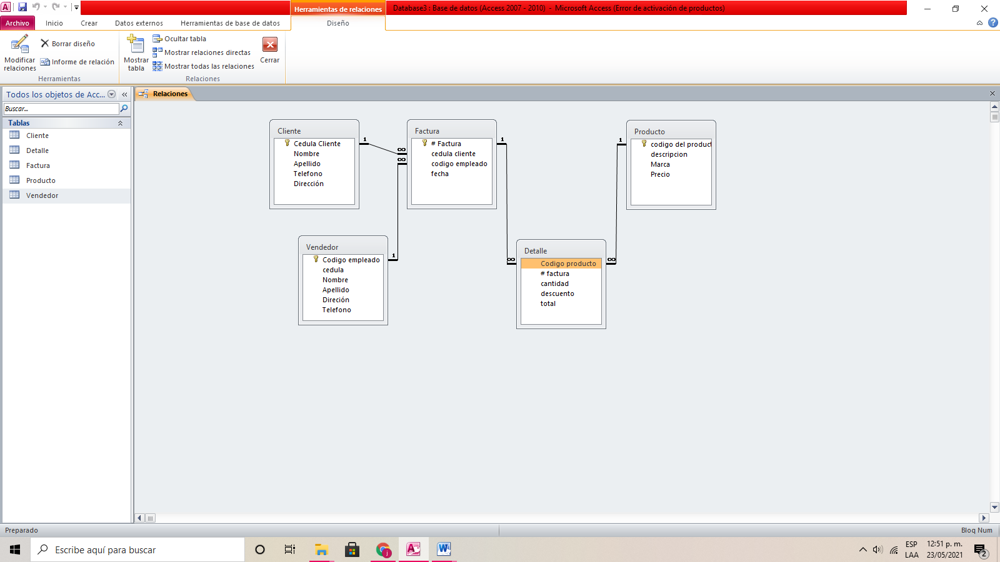 Herramientas de relaciones
Database3 : Base de datos (Access 2007 - 2010) - Microsoft Access (Error de activación de productos)
Archivo
Inicio
Crear
Datos externos
Herramientas de base de datos
Diseño
Modificar
relaciones
Borrar diseño
Informe de relación
Herramientas
Mostrar
tabla
Ocultar tabla
Mostrar relaciones directas
Mostrar todas las relaciones
Relaciones
Cerrar
Todos los objetos de Acc...
Buscar...
Tablas
Cliente
Detalle
Factura
Producto
Vendedor
Relaciones
Cliente
Cedula Cliente
Nombre
Apellido
Telefono
Dirección
1
∞
∞
Factura
# Factura
cedula cliente
codigo empleado
fecha
1
1
Producto
codigo del product
descripcion
Marca
Precio
Vendedor
Codigo empleado
cedula
Nombre
Apellido
Direción
Telefono
1
∞
Detalle
Codigo producto
# factura
cantidad
descuento
total
∞
Preparado
Bloq Num
Escribe aquí para buscar
ESP
LAA
12:51 p. m.
23/05/2021
2